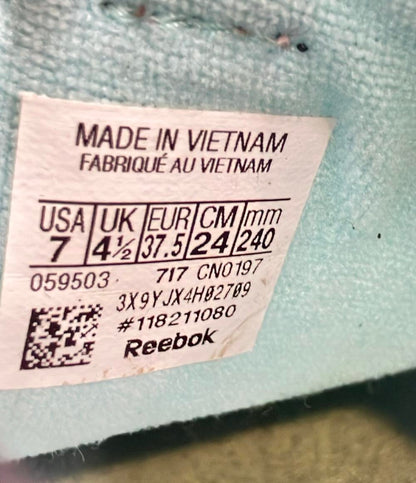 MADE IN VIETNAM
FABRIQUÉ AU VIETNAM
USA UK EUR CM mm
7 4½ 37.5 24 240
059503 717 CN0197
3X9YJX4H02709
#118211080
Reebok